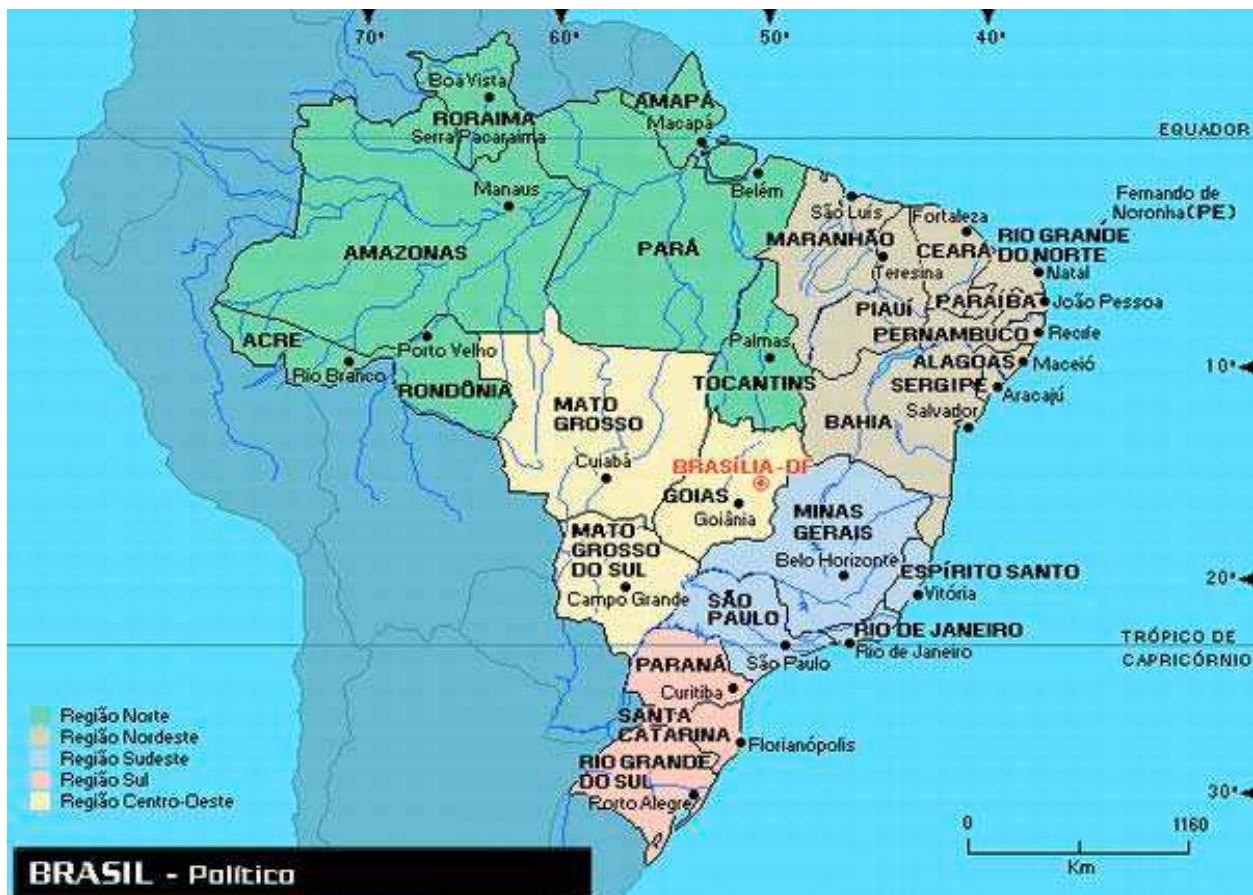 70°
60°
50°
40°
Boa Vista
RORAIMA
Serra Pacaraima
AMAPÁ
Macapá
EQUADOR
Manaus
Belém
São Luís
Fortaleza
Fernando de
Noronha(PE)
AMAZONAS
PARÁ
MARANHÃO
CEARÁ
RIO GRANDE
DO NORTE
Teresina
Natal
PIAUÍ
PARAÍBA
João Pessoa
PERNAMBUCO
Recife
ACRE
Rio Branco
Porto Velho
RONDÔNIA
Palmas
TOCANTINS
ALAGOAS
Maceió
SERGIPE
Aracajú
10°
MATO
GROSSO
Cuiabá
BAHIA
Salvador
BRASÍLIA-DF
GOIAS
Goiânia
MINAS
GERAIS
Belo Horizonte
MATO
GROSSO
DO SUL
Campo Grande
ESPÍRITO SANTO
Vitória
20°
SÃO
PAULO
São Paulo
RIO DE JANEIRO
Rio de Janeiro
TRÓPICO DE
CAPRICÓRNIO
PARANÁ
Curitiba
SANTA
CATARINA
Florianópolis
RIO GRANDE
DO SUL
Porto Alegre
30°
Região Norte
Região Nordeste
Região Sudeste
Região Sul
Região Centro-Oeste
0
1160
Km
BRASIL - Político